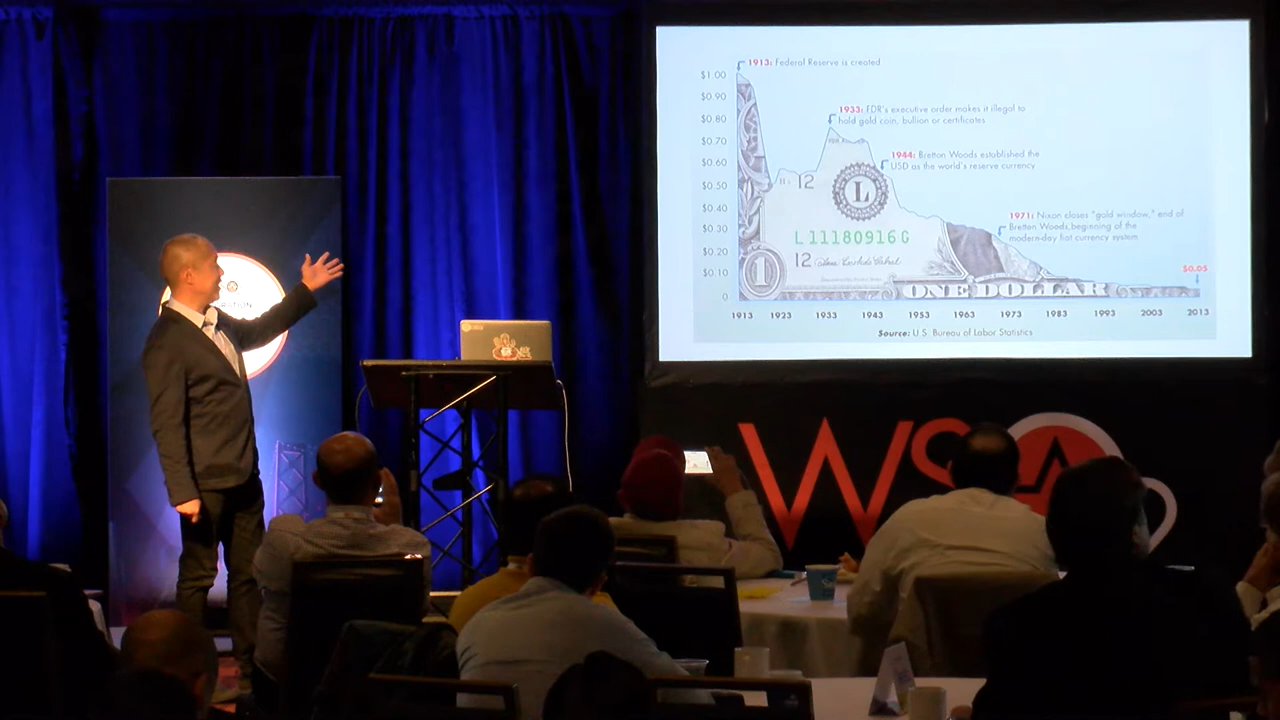 1913: Federal Reserve is created
$1.00
$0.90
$0.80
$0.70
$0.60
$0.50
$0.40
$0.30
$0.20
$0.10
0
1933: FDR's executive order makes it illegal to
hold gold coin, bullion or certificates
1944: Bretton Woods established the
USD as the world's reserve currency
1971: Nixon closes "gold window," end of
Bretton Woods, beginning of the
modern-day fiat currency system
$0.05
12
L
L 11180916 G
12
1
ONE DOLLAR
1913 1923 1933 1943 1953 1963 1973 1983 1993 2003 2013
Source: U.S. Bureau of Labor Statistics
WS